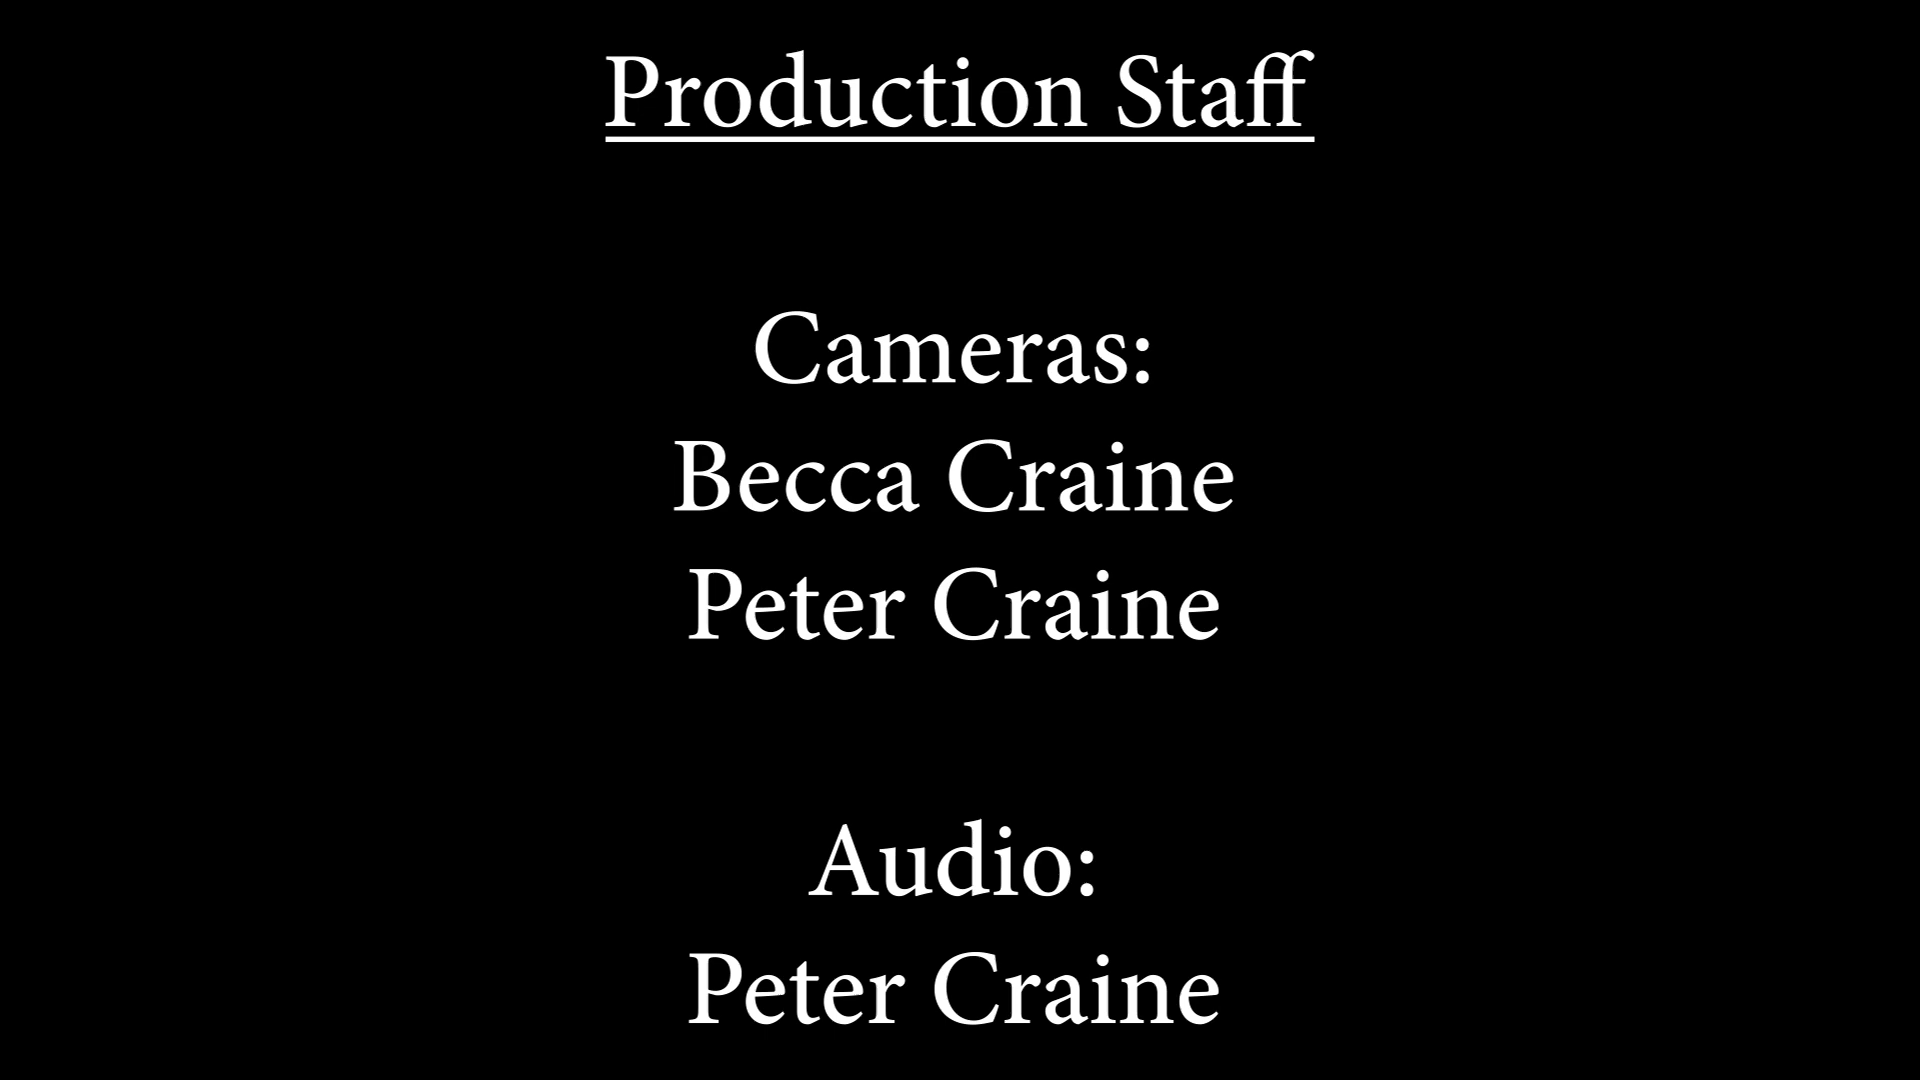 Production Staff
Cameras:
Becca Craine
Peter Craine
Audio:
Peter Craine